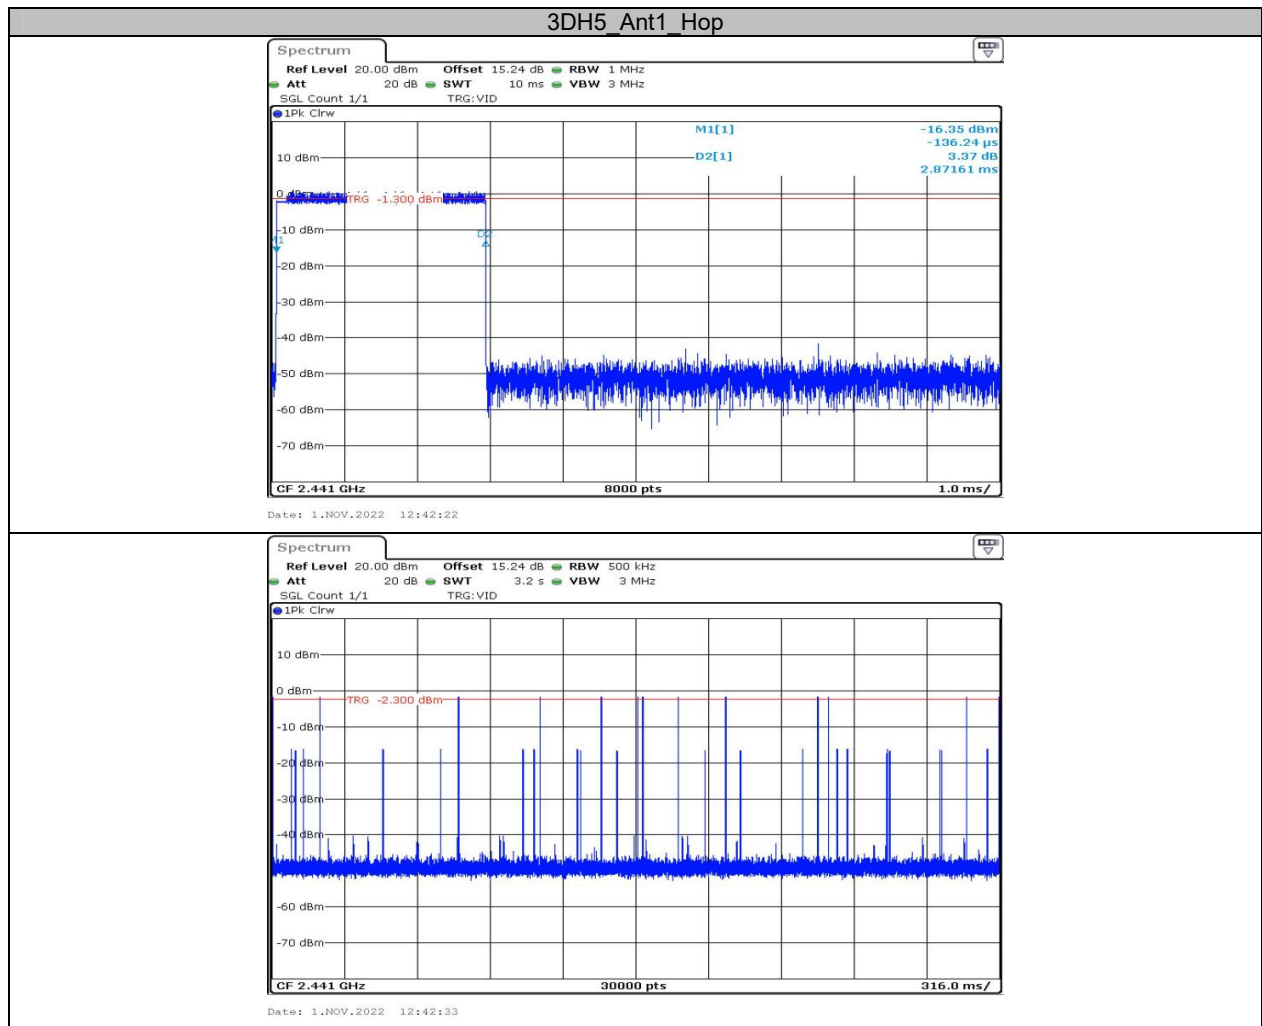 3DH5_Ant1_Hop
Spectrum
Ref Level 20.00 dBm Offset 15.24 dB RBW 1 MHz
Att 20 dB SWT 10 ms VBW 3 MHz
SGL Count 1/1 TRG:VID
1Pk Clrw
M1[1] -16.35 dBm
-136.24 µs
10 dBm D2[1] 3.37 dB
2.87161 ms
0 dBm
TRG -1.300 dBm
-10 dBm
D2
-20 dBm
-30 dBm
-40 dBm
-50 dBm
-60 dBm
-70 dBm
CF 2.441 GHz 8000 pts 1.0 ms/
Date: 1.NOV.2022 12:42:22
Spectrum
Ref Level 20.00 dBm Offset 15.24 dB RBW 500 kHz
Att 20 dB SWT 3.2 s VBW 3 MHz
SGL Count 1/1 TRG:VID
1Pk Clrw
10 dBm
0 dBm
TRG -2.300 dBm
-10 dBm
-20 dBm
-30 dBm
-40 dBm
-60 dBm
-70 dBm
CF 2.441 GHz 30000 pts 316.0 ms/
Date: 1.NOV.2022 12:42:33